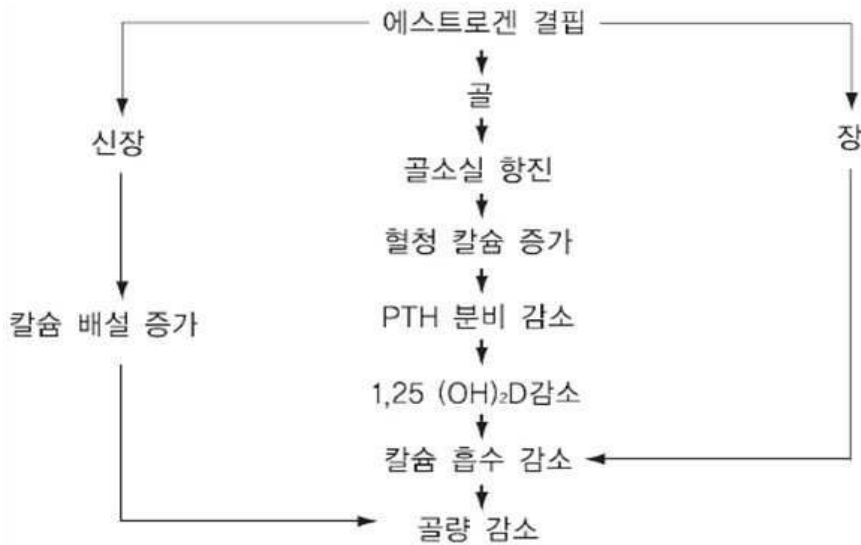 에스트로겐 결핍
골
신장
장
골소실 항진
혈청 칼슘 증가
칼슘 배설 증가
PTH 분비 감소
1,25 (OH)₂D감소
칼슘 흡수 감소
골량 감소